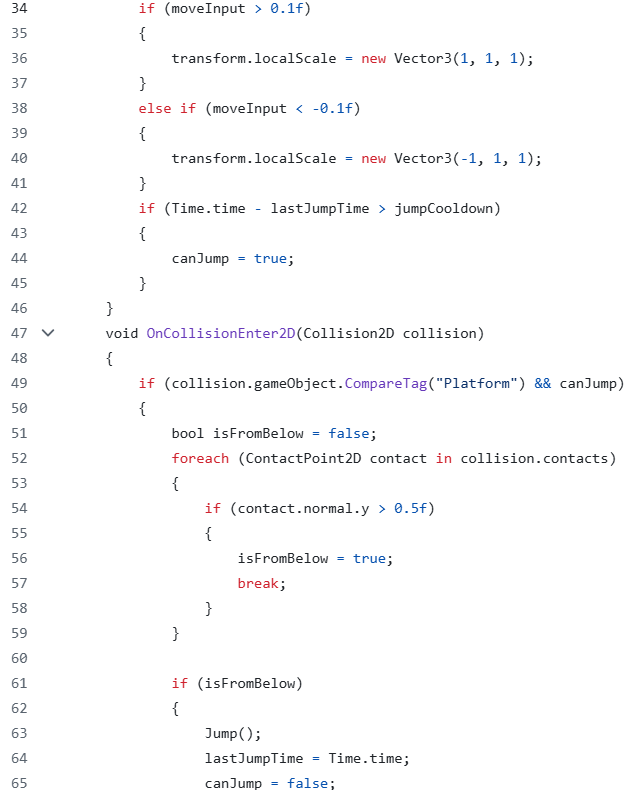 34 if (moveInput > 0.1f)
35 {
36 transform.localScale = new Vector3(1, 1, 1);
37 }
38 else if (moveInput < -0.1f)
39 {
40 transform.localScale = new Vector3(-1, 1, 1);
41 }
42 if (Time.time - lastJumpTime > jumpCooldown)
43 {
44 canJump = true;
45 }
46 }
47 void OnCollisionEnter2D(Collision2D collision)
48 {
49 if (collision.gameObject.CompareTag("Platform") && canJump)
50 {
51 bool isFromBelow = false;
52 foreach (ContactPoint2D contact in collision.contacts)
53 {
54 if (contact.normal.y > 0.5f)
55 {
56 isFromBelow = true;
57 break;
58 }
59 }
60
61 if (isFromBelow)
62 {
63 Jump();
64 lastJumpTime = Time.time;
65 canJump = false;